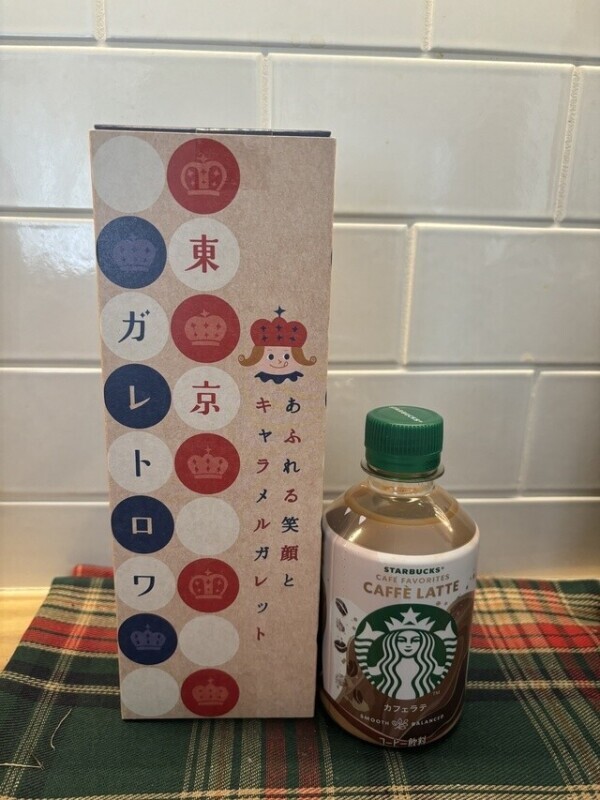 東京
ガレトロワ
あふれる笑顔と
キャラメルガレット
STARBUCKS
STARBUCKS®
CAFE FAVORITES
CAFFÈ LATTE
TM
カフェラテ
SMOOTH BALANCED
コーヒー飲料